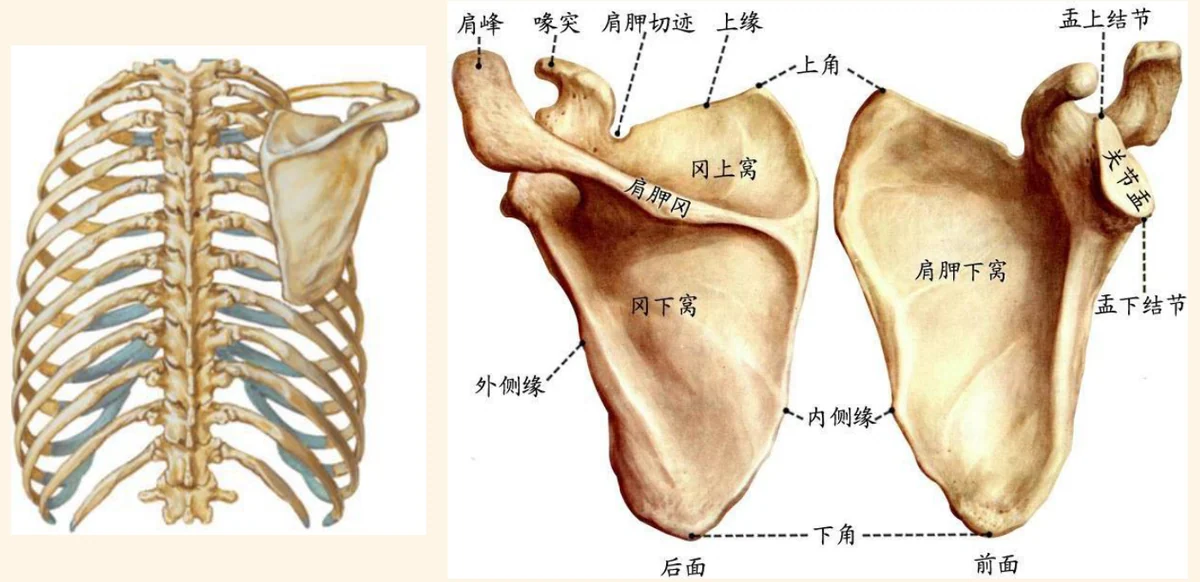 肩峰
喙突
肩胛切迹
上缘
上角
盂上结节
冈上窝
肩胛冈
关节盂
冈下窝
肩胛下窝
盂下结节
外侧缘
内侧缘
下角
后面
前面